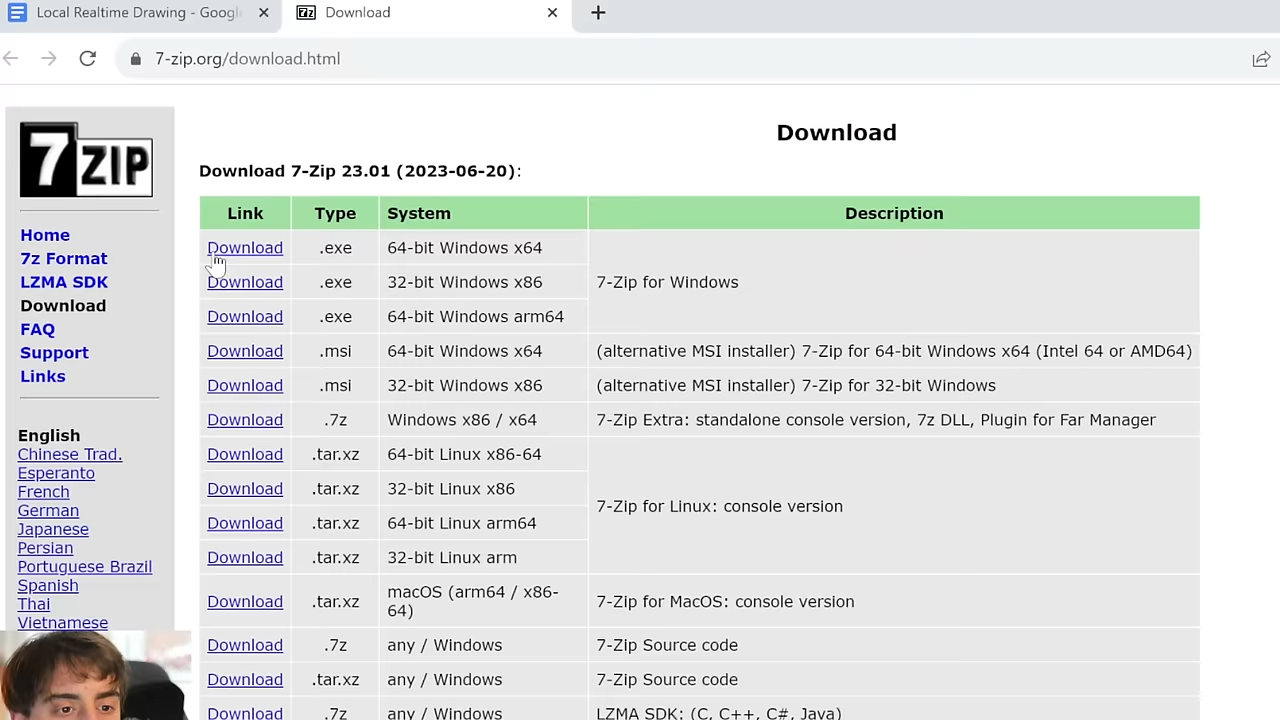 Local Realtime Drawing - Googl
7z Download
7-zip.org/download.html
7ZIP
Home
7z Format
LZMA SDK
Download
FAQ
Support
Links
English
Chinese Trad.
Esperanto
French
German
Japanese
Persian
Portuguese Brazil
Spanish
Thai
Vietnamese
Download
Download 7-Zip 23.01 (2023-06-20):
Link Type System Description
Download .exe 64-bit Windows x64
Download .exe 32-bit Windows x86 7-Zip for Windows
Download .exe 64-bit Windows arm64
Download .msi 64-bit Windows x64 (alternative MSI installer) 7-Zip for 64-bit Windows x64 (Intel 64 or AMD64)
Download .msi 32-bit Windows x86 (alternative MSI installer) 7-Zip for 32-bit Windows
Download .7z Windows x86 / x64 7-Zip Extra: standalone console version, 7z DLL, Plugin for Far Manager
Download .tar.xz 64-bit Linux x86-64
Download .tar.xz 32-bit Linux x86
7-Zip for Linux: console version
Download .tar.xz 64-bit Linux arm64
Download .tar.xz 32-bit Linux arm
Download .tar.xz macOS (arm64 / x86-
64) 7-Zip for MacOS: console version
Download .7z any / Windows 7-Zip Source code
Download .tar.xz any / Windows 7-Zip Source code
Download .7z any / Windows LZMA SDK: (C, C++, C#, Java)